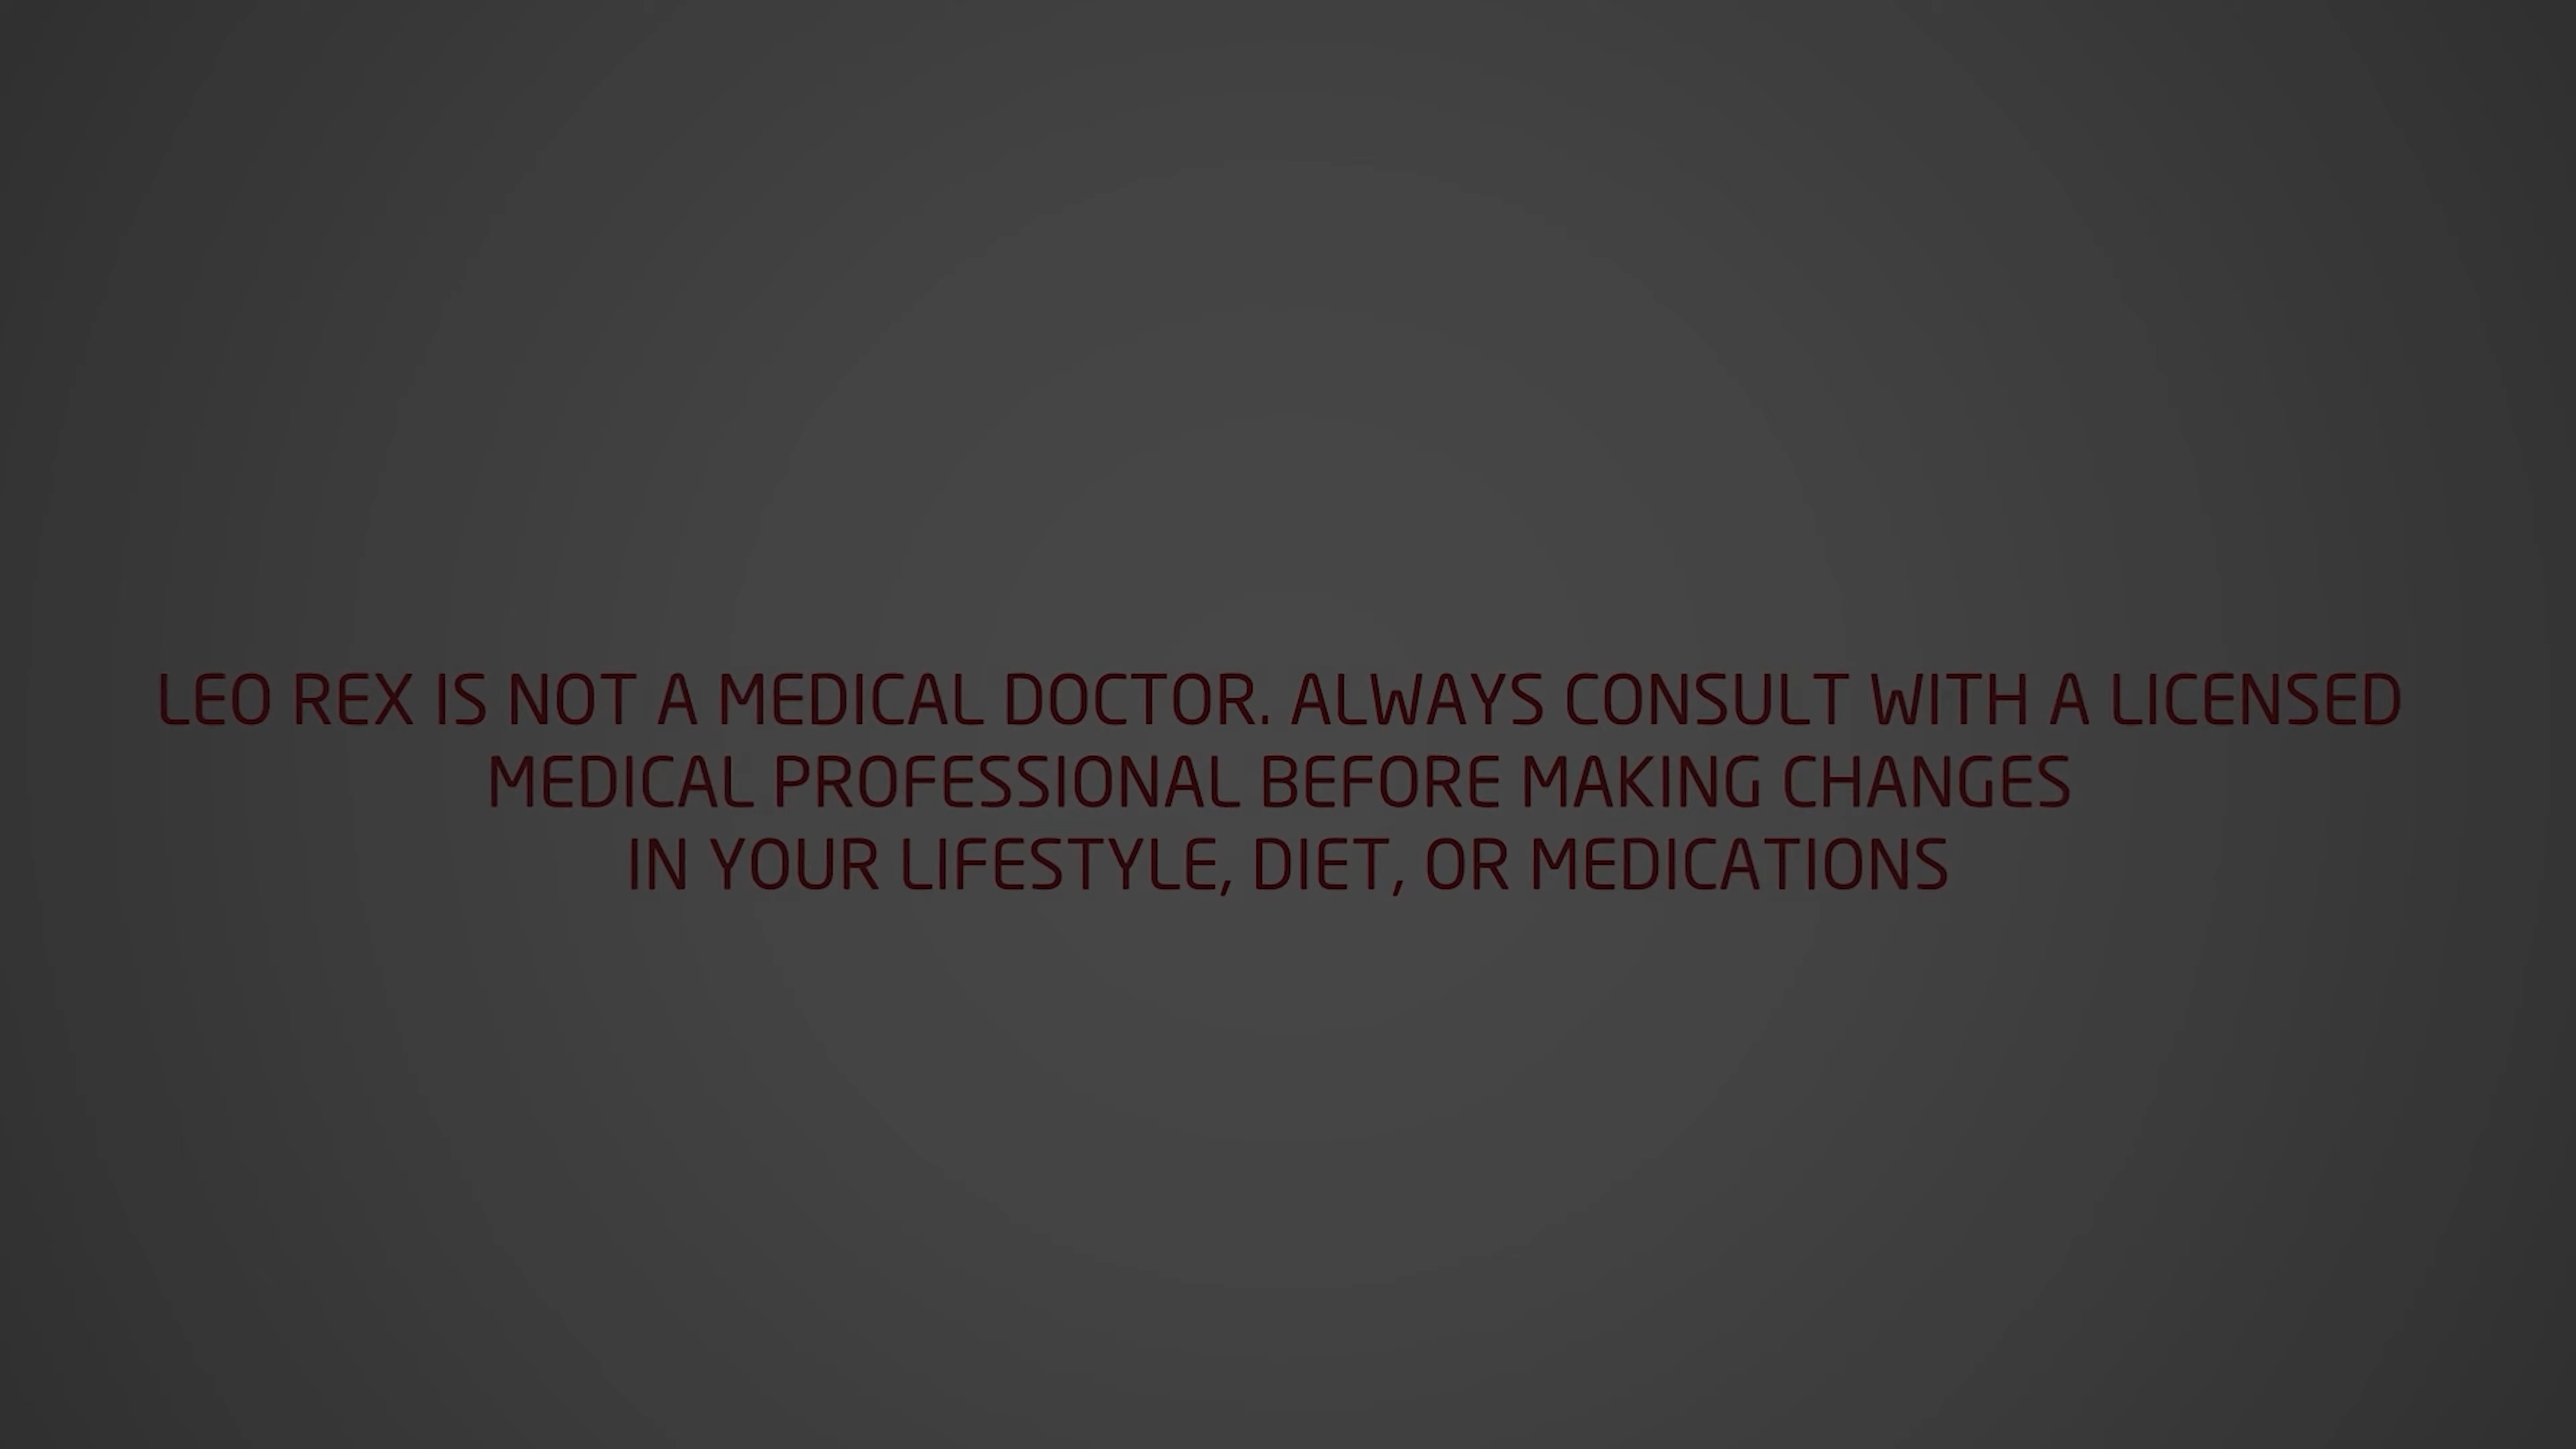 LEO REX IS NOT A MEDICAL DOCTOR. ALWAYS CONSULT WITH A LICENSED
MEDICAL PROFESSIONAL BEFORE MAKING CHANGES
IN YOUR LIFESTYLE, DIET, OR MEDICATIONS